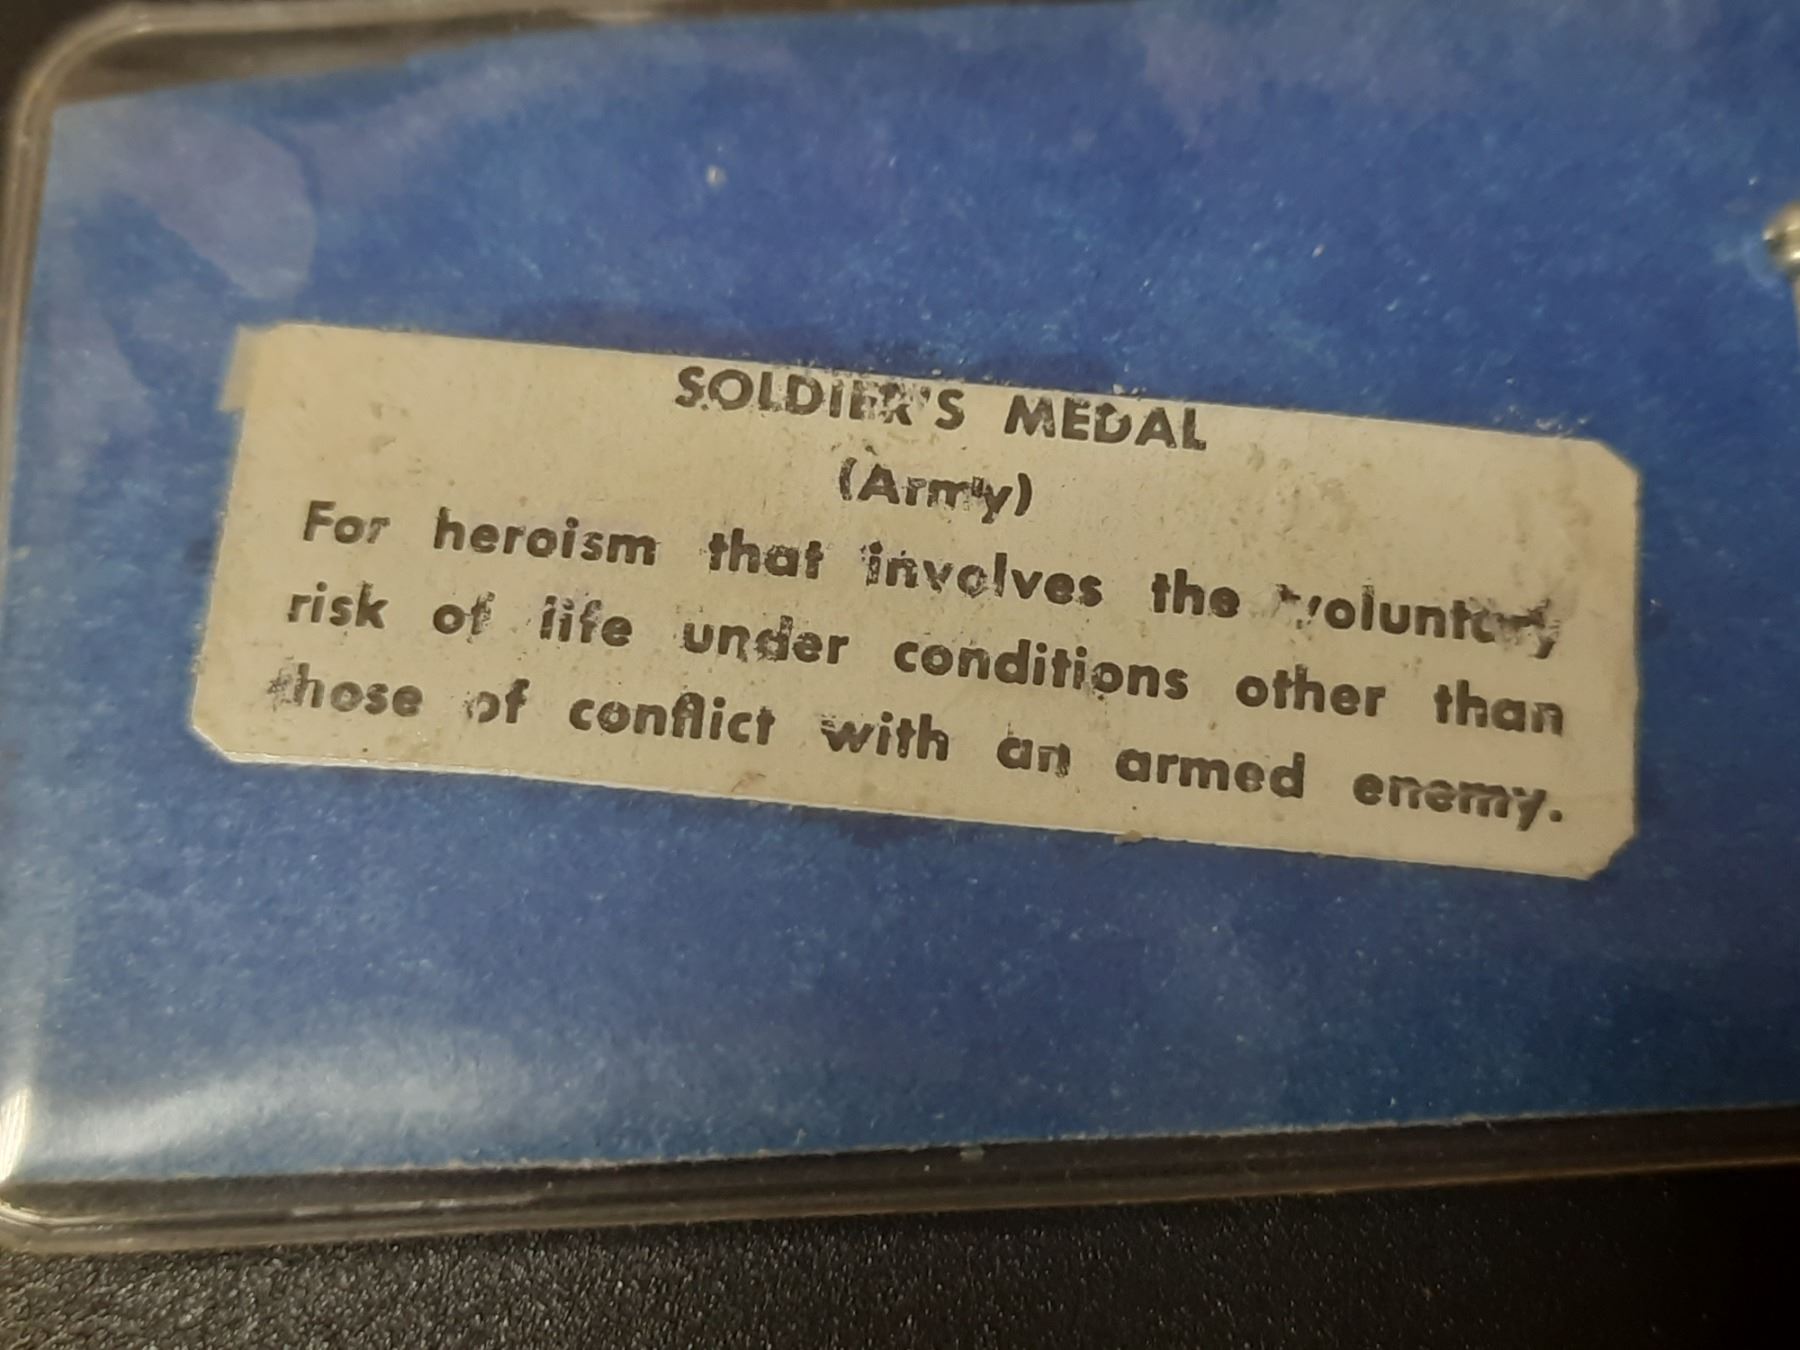 SOLDIER'S MEDAL
(Army)
For heroism that involves the voluntary
risk of life under conditions other than
those of conflict with an armed enemy.